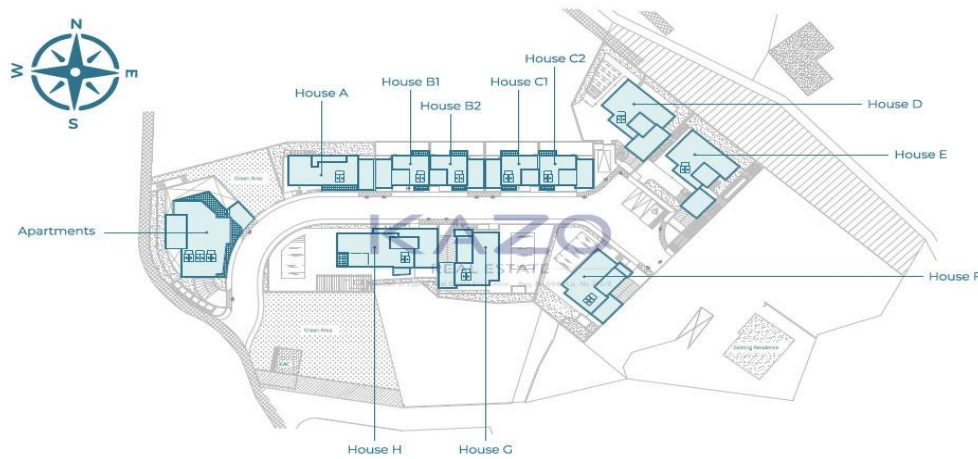 N
W
E
S
House C2
House B1
House C1
House A
House B2
House D
House E
Green Area
Apartments
KAZO
REAL ESTATE
House F
Green Area
Existing Residence
House H
House G